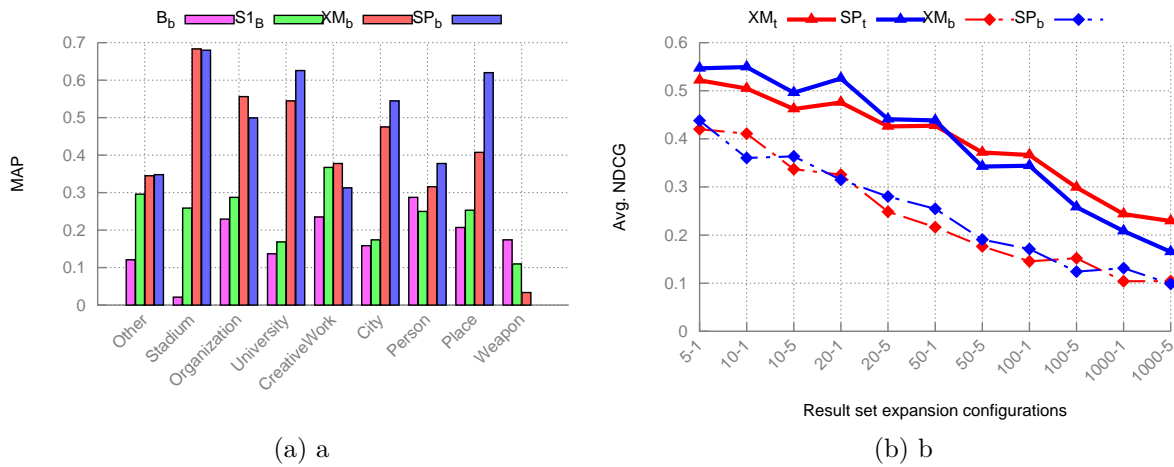 B_b S1_B XM_b SP_b
0.7
0.6
0.5
0.4
0.3
0.2
0.1
0
MAP
Other
Stadium
Organization
University
CreativeWork
City
Person
Place
Weapon
(a) a
XM_t SP_t XM_b SP_b
0.6
0.5
0.4
0.3
0.2
0.1
0
Avg. NDCG
5-1
10-1
10-5
20-1
20-5
50-1
50-5
100-1
100-5
1000-1
1000-5
Result set expansion configurations
(b) b